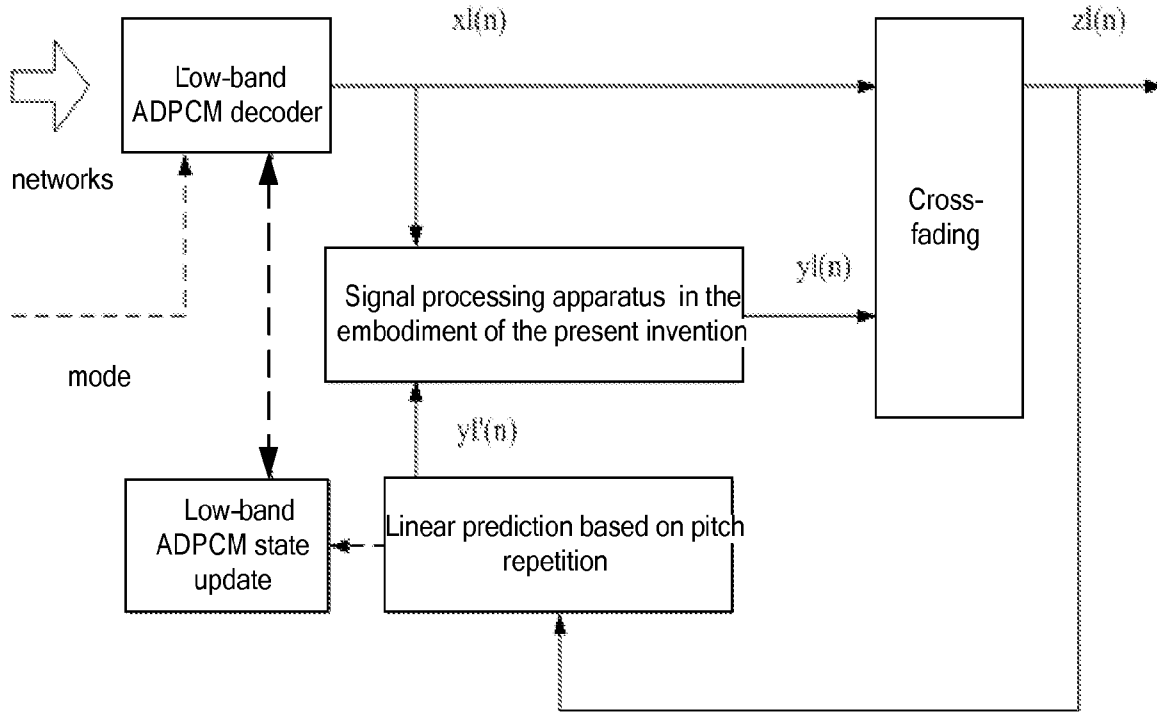 xl(n)
zl(n)
Low-band
ADPCM decoder
networks
Cross-
fading
yl(n)
Signal processing apparatus in the
embodiment of the present invention
mode
yl'(n)
Low-band
ADPCM state
update
Linear prediction based on pitch
repetition